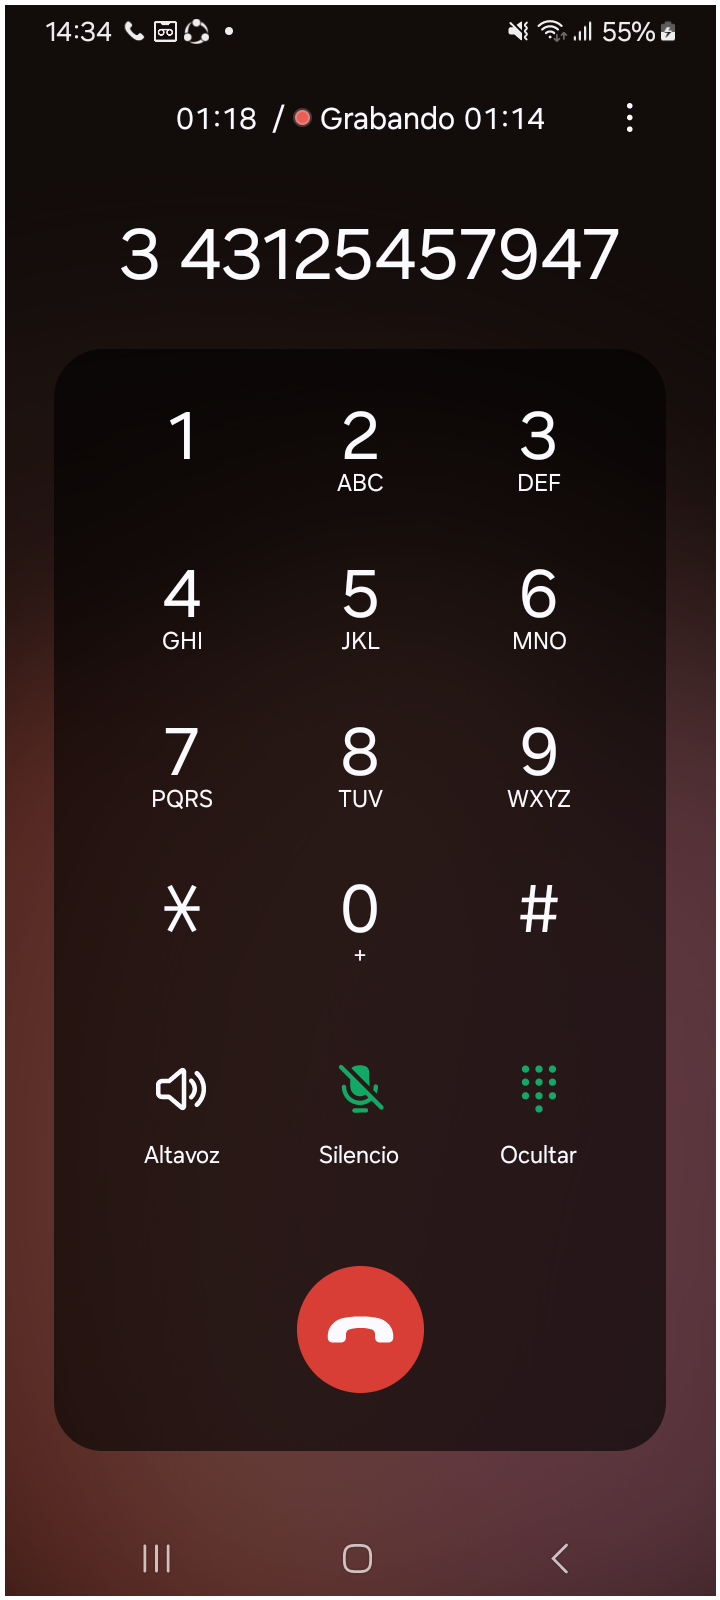 14:34 55%
01:18 / Grabando 01:14
3 43125457947
1 2 3
ABC DEF
4 5 6
GHI JKL MNO
7 8 9
PQRS TUV WXYZ
* 0 #
+
Altavoz Silencio Ocultar